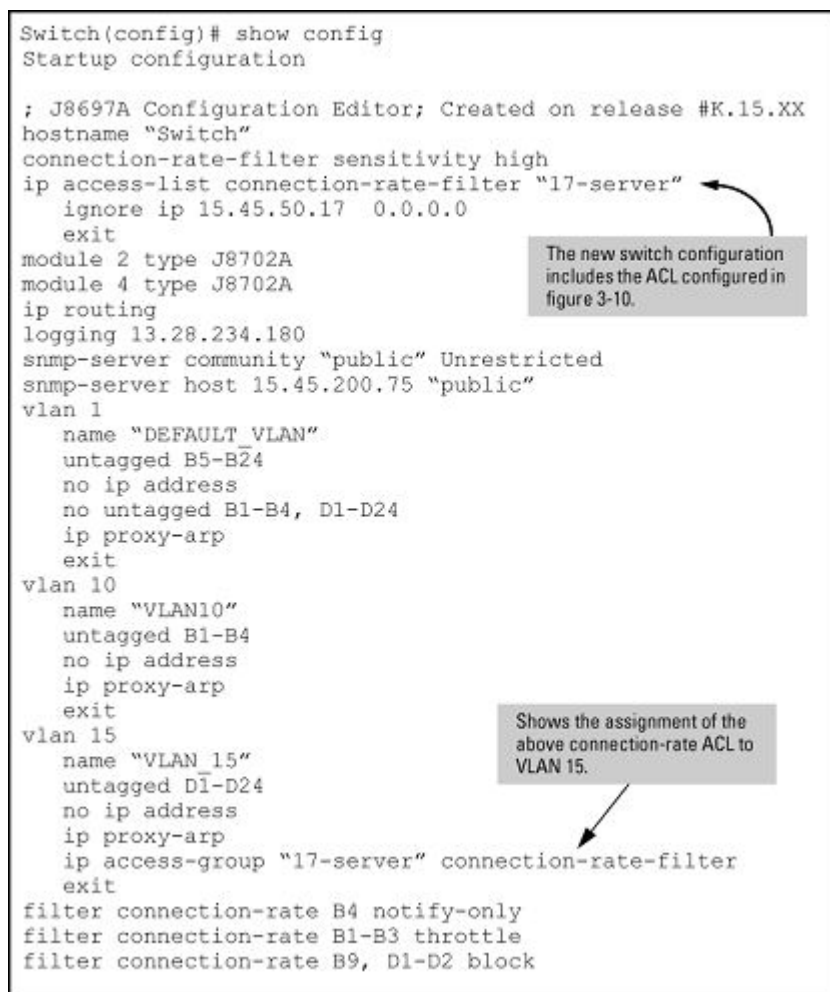 Switch(config)# show config
Startup configuration
; J8697A Configuration Editor; Created on release #K.15.XX
hostname “Switch”
connection-rate-filter sensitivity high
ip access-list connection-rate-filter “17-server”
ignore ip 15.45.50.17 0.0.0.0
exit
The new switch configuration
includes the ACL configured in
figure 3-10.
module 2 type J8702A
module 4 type J8702A
ip routing
logging 13.28.234.180
snmp-server community “public” Unrestricted
snmp-server host 15.45.200.75 “public”
vlan 1
name “DEFAULT_VLAN”
untagged B5-B24
no ip address
no untagged B1-B4, D1-D24
ip proxy-arp
exit
vlan 10
name “VLAN10”
untagged B1-B4
no ip address
ip proxy-arp
exit
Shows the assignment of the
above connection-rate ACL to
VLAN 15.
vlan 15
name “VLAN_15”
untagged D1-D24
no ip address
ip proxy-arp
ip access-group “17-server” connection-rate-filter
exit
filter connection-rate B4 notify-only
filter connection-rate B1-B3 throttle
filter connection-rate B9, D1-D2 block